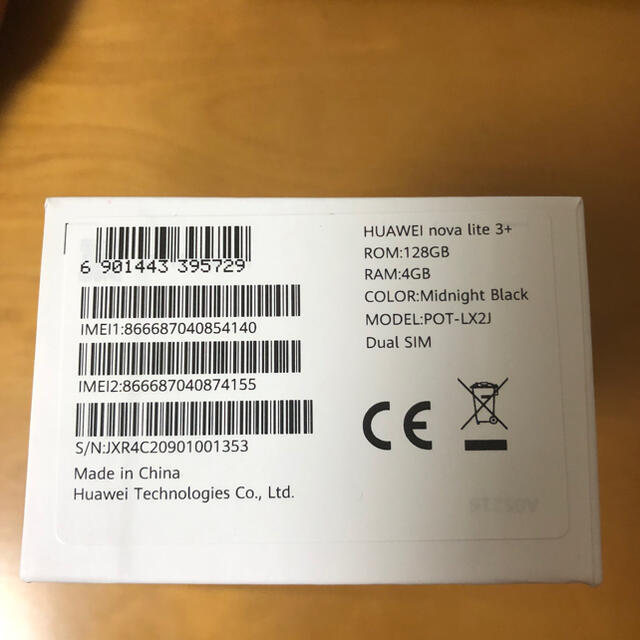 6 901443 395729
IMEI1:866687040854140
IMEI2:866687040874155
S/N:JXR4C20901001353
Made in China
Huawei Technologies Co., Ltd.
HUAWEI nova lite 3+
ROM:128GB
RAM:4GB
COLOR:Midnight Black
MODEL:POT-LX2J
Dual SIM
CE